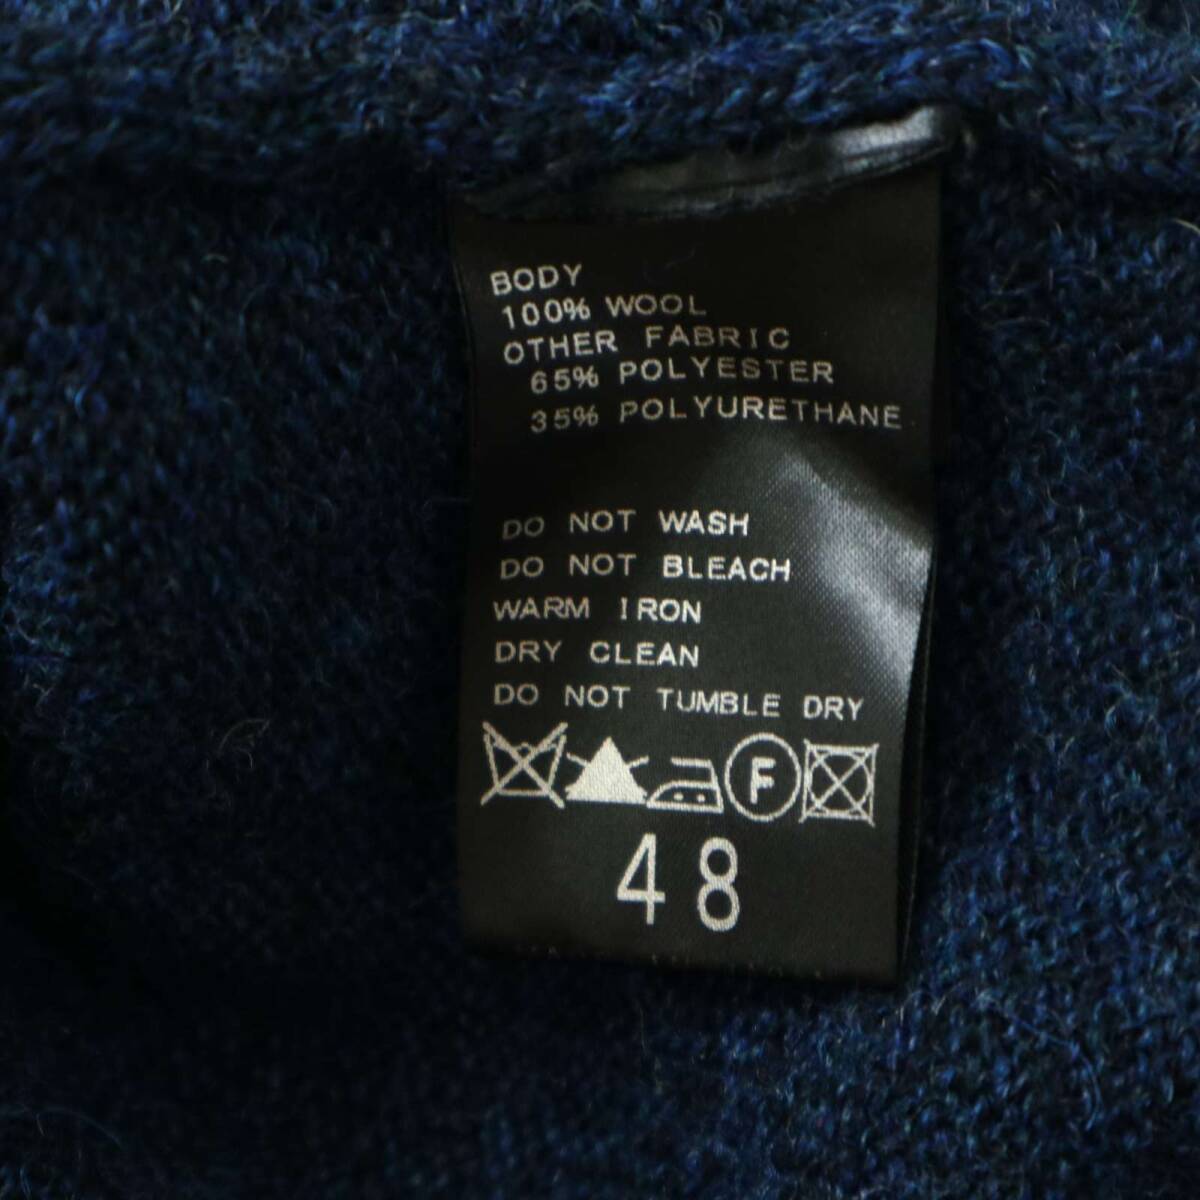 BODY
100% WOOL
OTHER FABRIC
65% POLYESTER
35% POLYURETHANE
DO NOT WASH
DO NOT BLEACH
WARM IRON
DRY CLEAN
DO NOT TUMBLE DRY
F
48